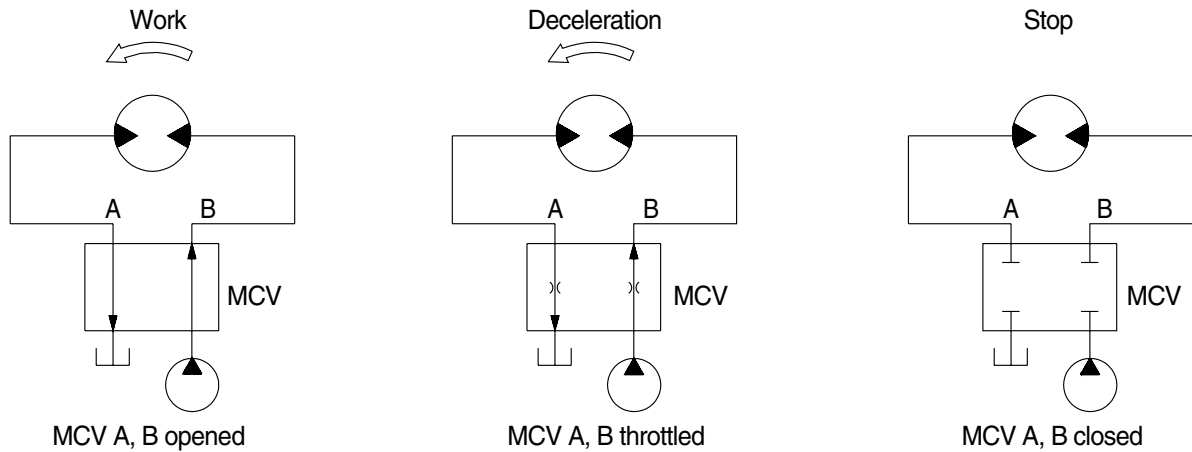 Work
A
B
MCV
MCV A, B opened
Deceleration
A
B
MCV
MCV A, B throttled
Stop
A
B
MCV
MCV A, B closed